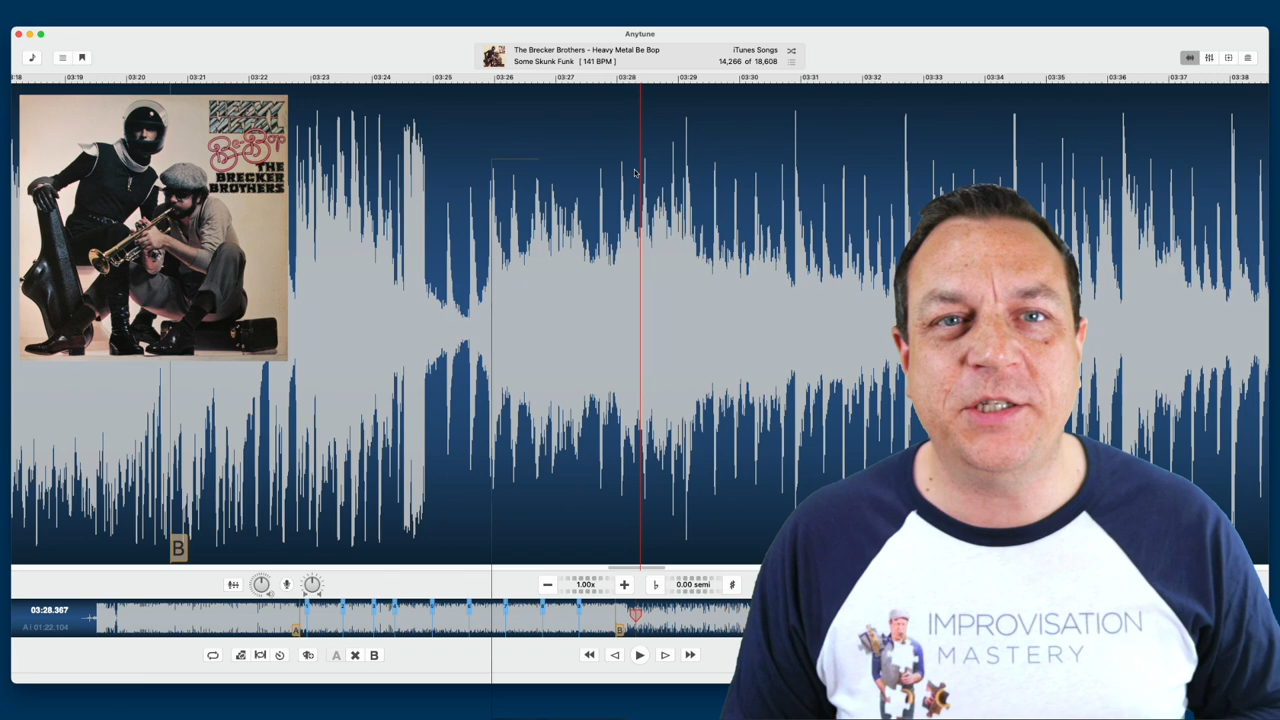 Anytune
The Brecker Brothers - Heavy Metal Be Bop
iTunes Songs
Some Skunk Funk [ 141 BPM ]
14,266 of 18,608
:18 03:19 03:20 03:21 03:22 03:23 03:24 03:25 03:26 03:27 03:28 03:29 03:30 03:31 03:32 03:33 03:34 03:35 03:36 03:37 03:38
HEAVY
METAL
Be-Bop
THE
BRECKER
BROTHERS
B
1.00x
♭
0.00 semi
♯
03:28.367
A | 01:22.104
A
B
A
B
IMPROVISATION
MASTERY